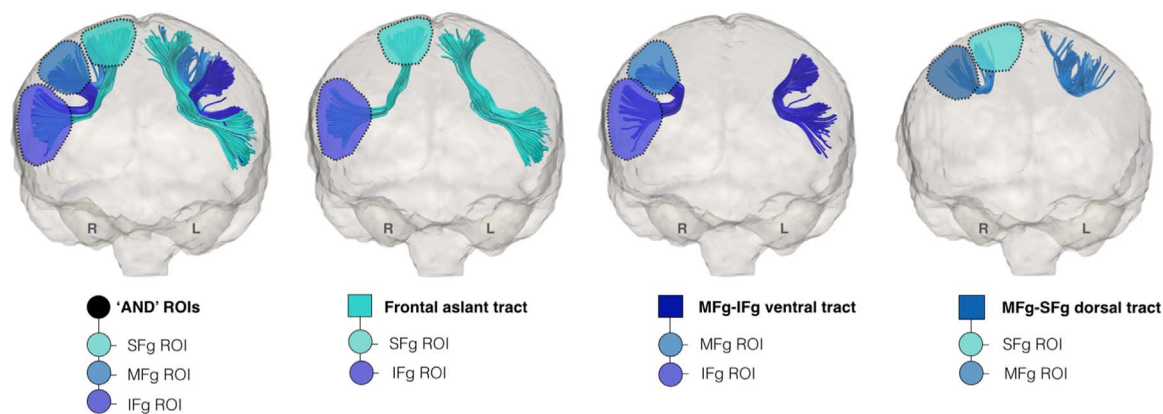 R L R L R L R L
'AND' ROIs
SFg ROI
MFg ROI
IFg ROI
Frontal aslant tract
SFg ROI
IFg ROI
MFg-IFg ventral tract
MFg ROI
IFg ROI
MFg-SFg dorsal tract
SFg ROI
MFg ROI